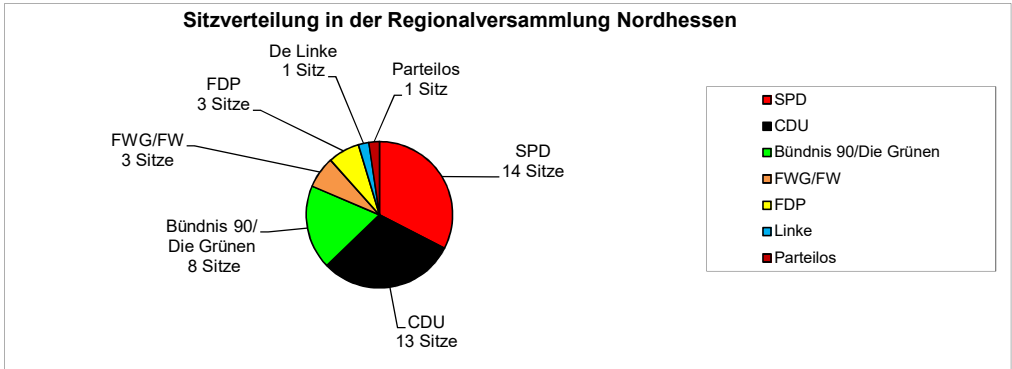 Sitzverteilung in der Regionalversammlung Nordhessen
De Linke
1 Sitz
Parteilos
1 Sitz
FDP
3 Sitze
FWG/FW
3 Sitze
SPD
14 Sitze
Bündnis 90/
Die Grünen
8 Sitze
CDU
13 Sitze
SPD
CDU
Bündnis 90/Die Grünen
FWG/FW
FDP
Linke
Parteilos